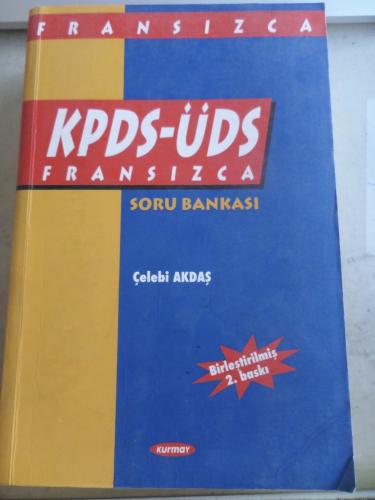 FRANSIZCA
KPDS-ÜDS
FRANSIZCA
SORU BANKASI
Çelebi AKDAŞ
Birleştirilmiş
2. baskı
KURMAY